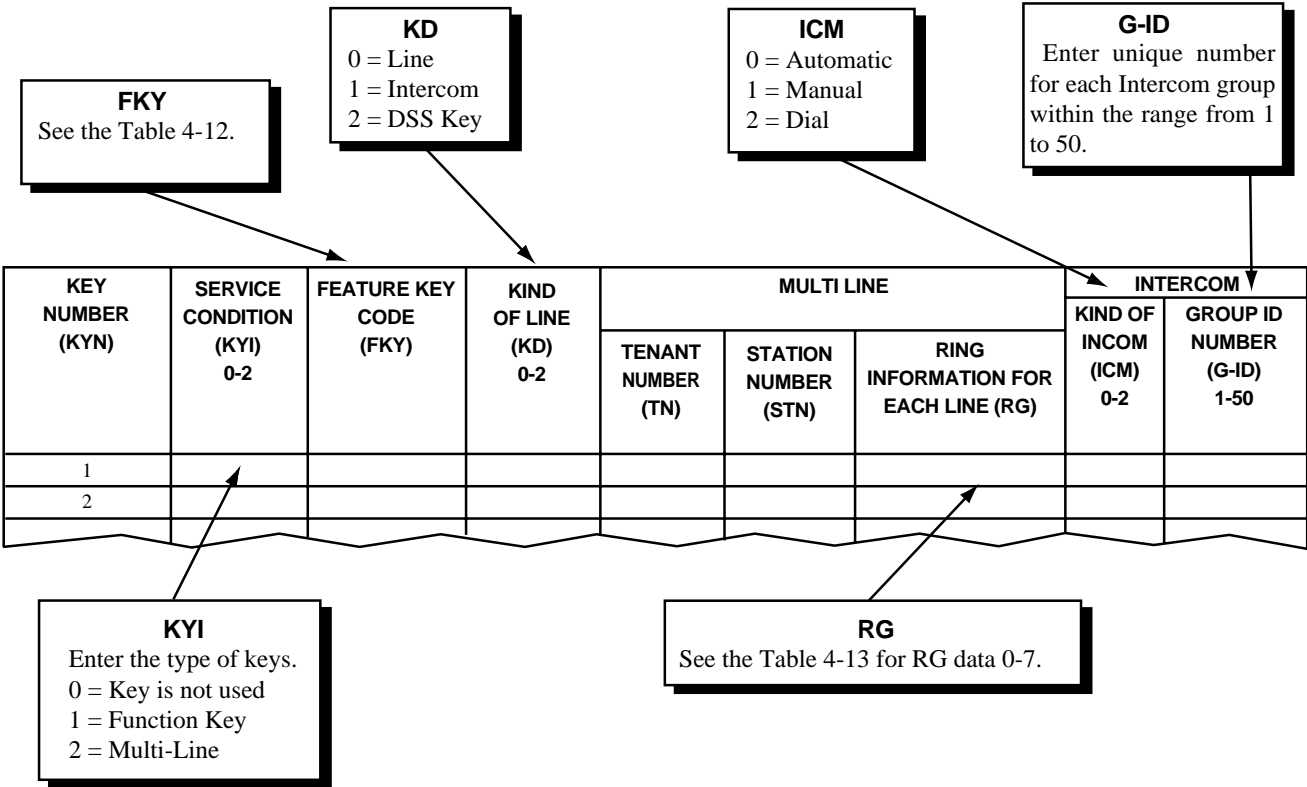 KD
0 = Line
1 = Intercom
2 = DSS Key
ICM
0 = Automatic
1 = Manual
2 = Dial
G-ID
Enter unique number
for each Intercom group
within the range from 1
to 50.
FKY
See the Table 4-12.
KEY
NUMBER
(KYN)
SERVICE
CONDITION
(KYI)
0-2
FEATURE KEY
CODE
(FKY)
KIND
OF LINE
(KD)
0-2
MULTI LINE
TENANT
NUMBER
(TN)
STATION
NUMBER
(STN)
RING
INFORMATION FOR
EACH LINE (RG)
INTERCOM
KIND OF
INCOM
(ICM)
0-2
GROUP ID
NUMBER
(G-ID)
1-50
1
2
KYI
Enter the type of keys.
0 = Key is not used
1 = Function Key
2 = Multi-Line
RG
See the Table 4-13 for RG data 0-7.